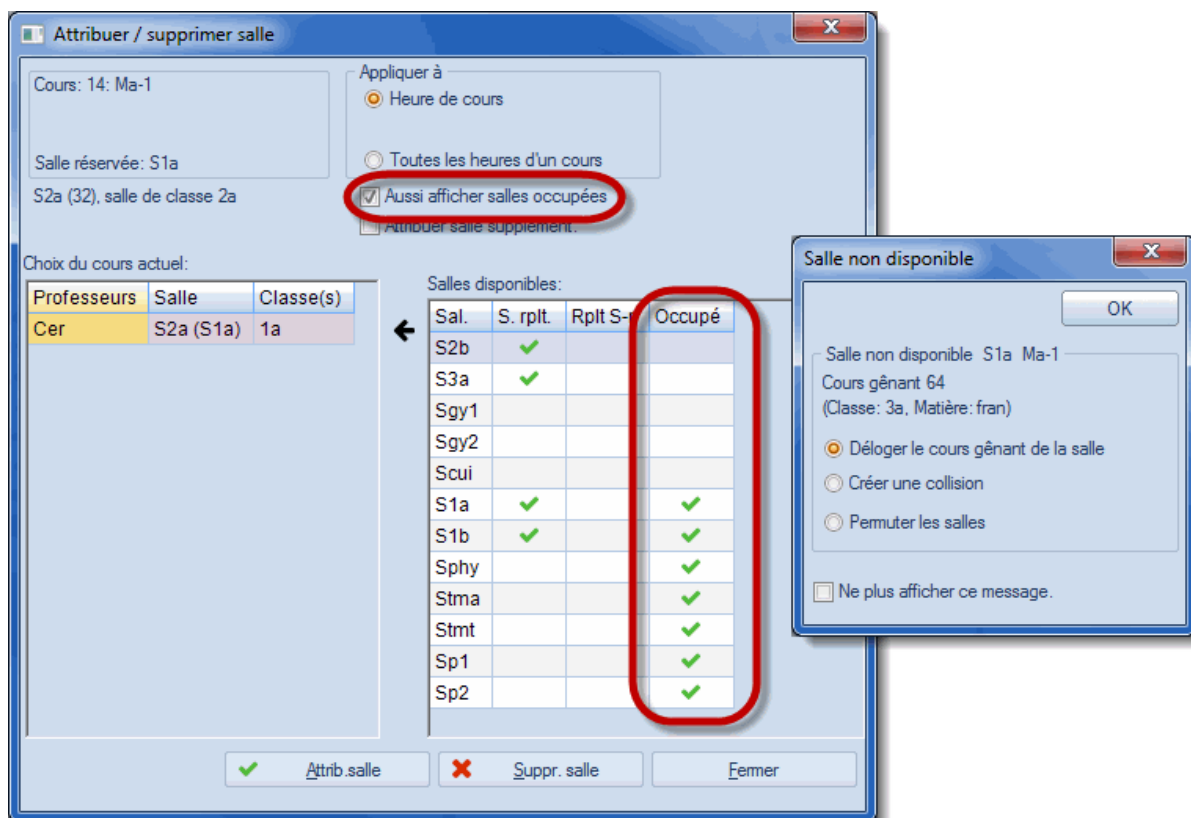 Attribuer / supprimer salle
Cours: 14: Ma-1
Salle réservée: S1a
Appliquer à
Heure de cours
Toutes les heures d'un cours
S2a (32), salle de classe 2a
Aussi afficher salles occupées
Attribuer salle supplément.
Choix du cours actuel:
Professeurs Salle Classe(s)
Cer S2a (S1a) 1a
Salles disponibles:
Sal. S. rplt. Rplt Occupé
S2b
S3a
Sgy1
Sgy2
Scui
S1a
S1b
Sphy
Stma
Stmt
Sp1
Sp2
Attrib.salle Suppr. salle Fermer
Salle non disponible
OK
Salle non disponible S1a Ma-1
Cours gênant 64
(Classe: 3a, Matière: fran)
Déloger le cours gênant de la salle
Créer une collision
Permuter les salles
Ne plus afficher ce message.